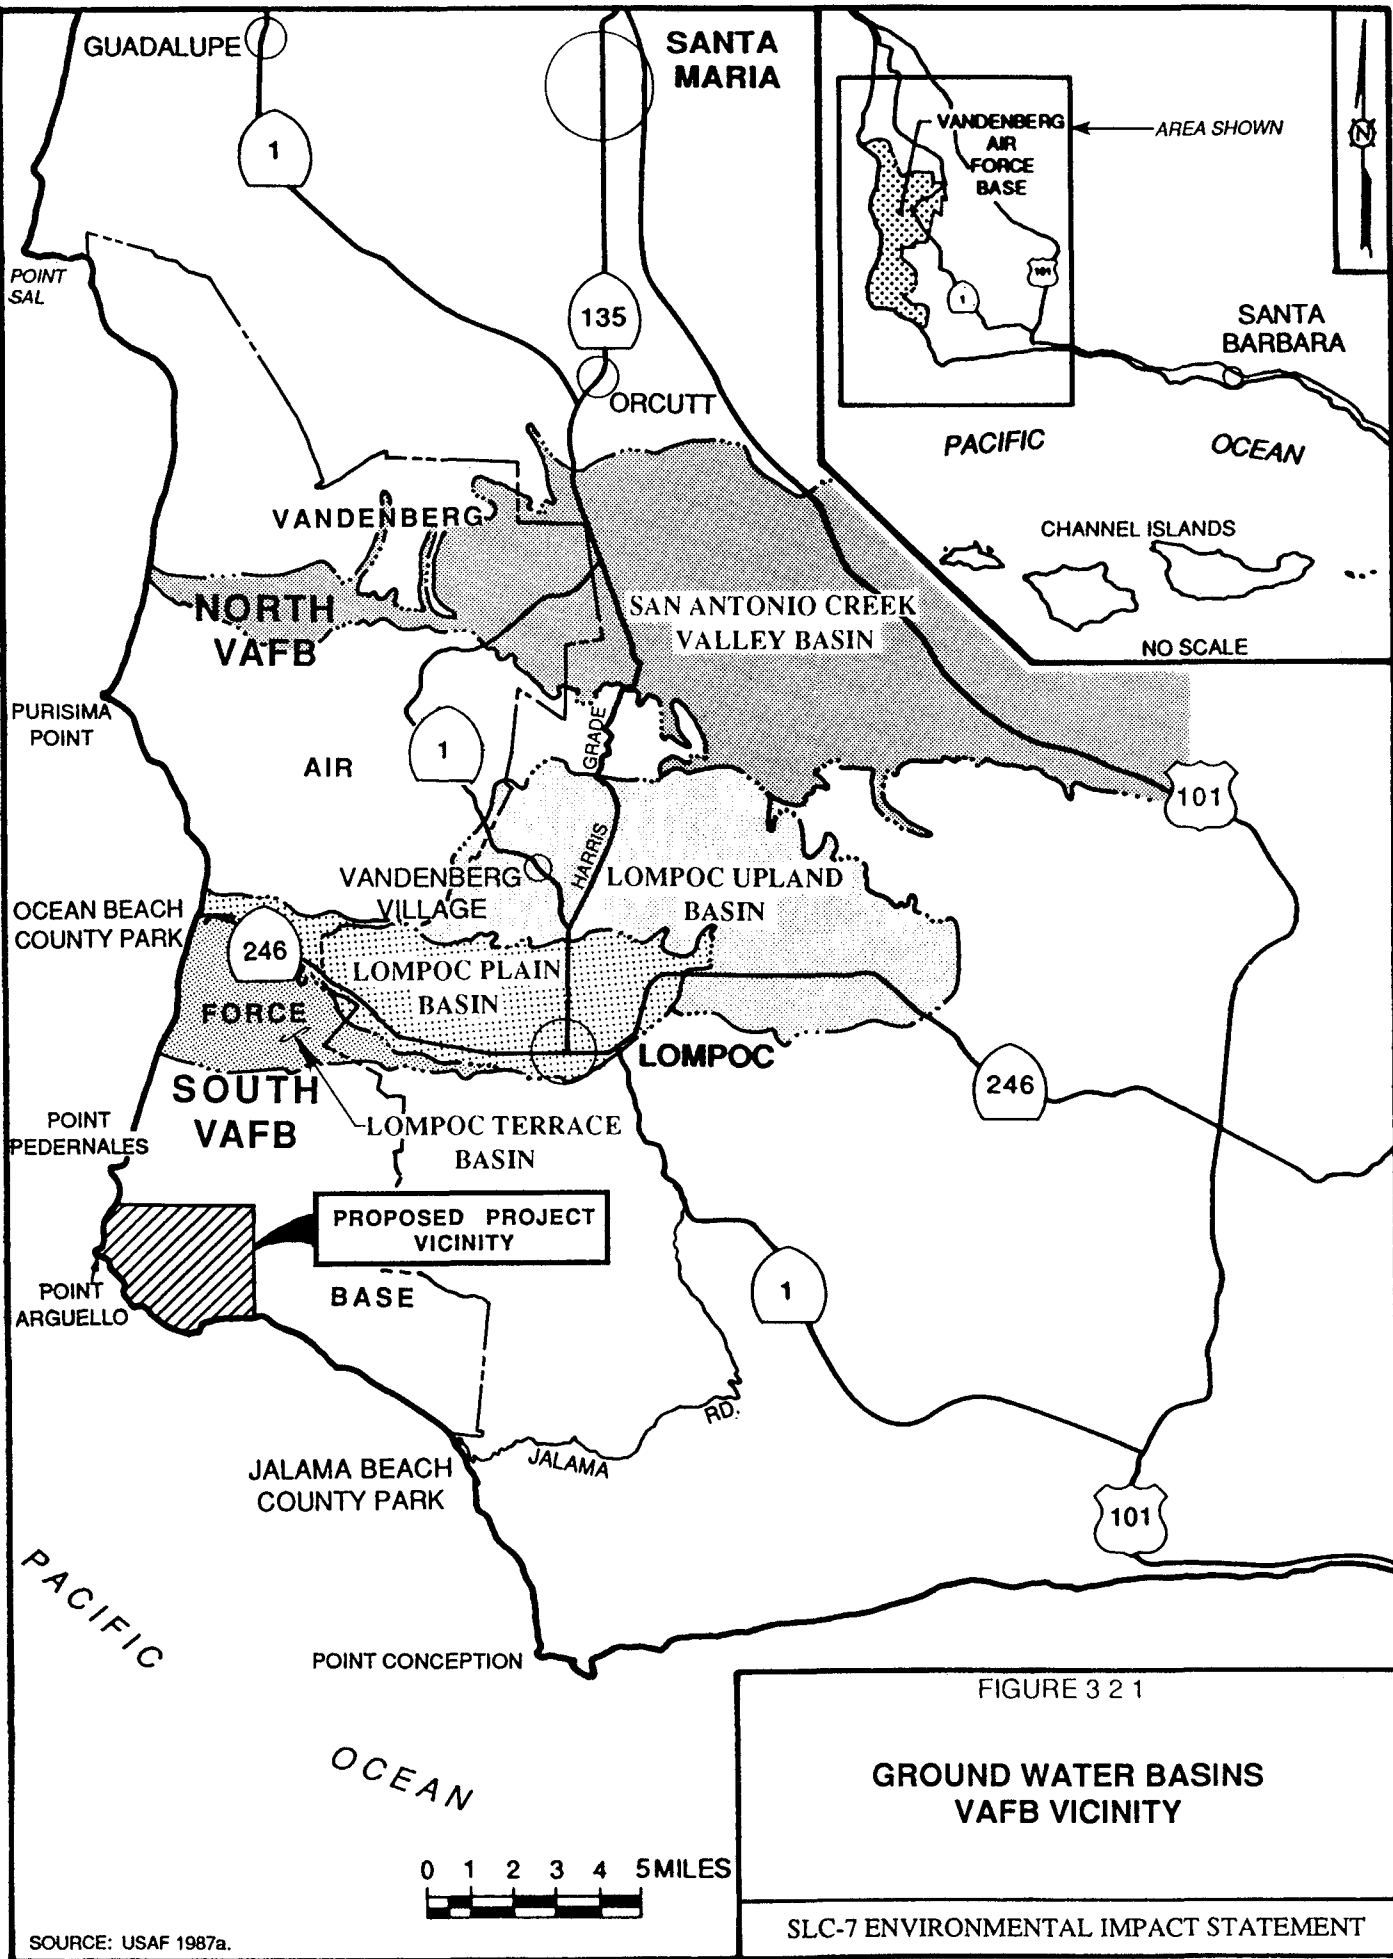 GUADALUPE
SANTA
MARIA
1
POINT
SAL
135
ORCUTT
VANDENBERG
AIR
FORCE
BASE
AREA SHOWN
N
101
1
SANTA
BARBARA
PACIFIC
OCEAN
CHANNEL ISLANDS
NO SCALE
VANDENBERG
NORTH
VAFB
SAN ANTONIO CREEK
VALLEY BASIN
PURISIMA
POINT
AIR
1
GRADE
HARRIS
101
VANDENBERG
VILLAGE
LOMPOC UPLAND
BASIN
OCEAN BEACH
COUNTY PARK
246
LOMPOC PLAIN
BASIN
FORCE
LOMPOC
246
SOUTH
VAFB
LOMPOC TERRACE
BASIN
POINT
PEDERNALES
PROPOSED PROJECT
VICINITY
POINT
ARGUELLO
BASE
1
RD.
JALAMA
JALAMA BEACH
COUNTY PARK
101
PACIFIC
POINT CONCEPTION
OCEAN
0 1 2 3 4 5 MILES
FIGURE 3 2 1
GROUND WATER BASINS
VAFB VICINITY
SLC-7 ENVIRONMENTAL IMPACT STATEMENT
SOURCE: USAF 1987a.